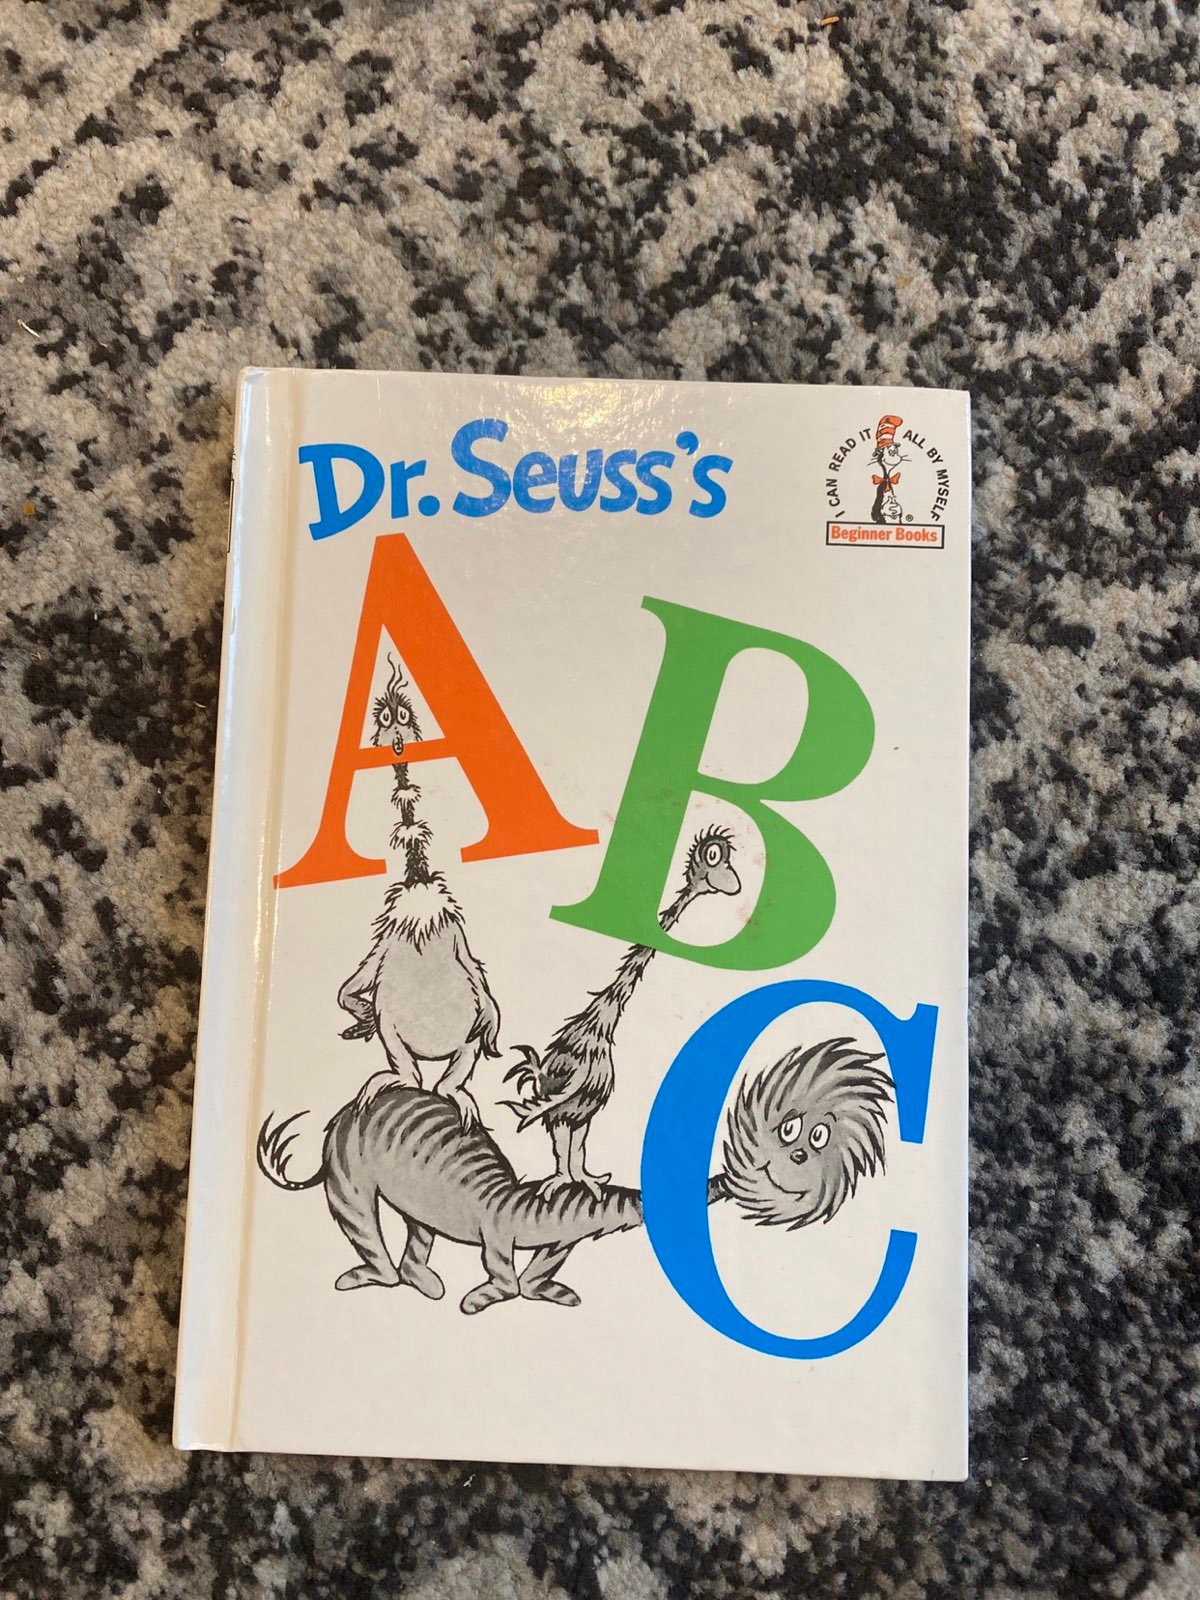 Dr. Seuss's
I CAN READ IT ALL BY MYSELF
®
Beginner Books
A
B
C